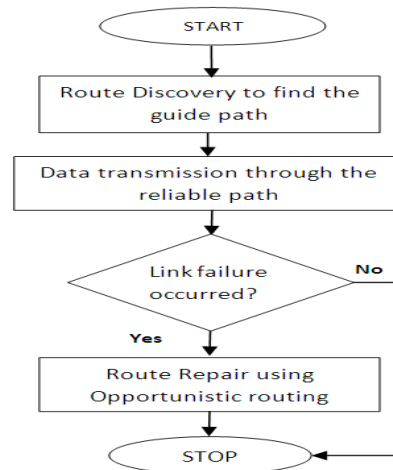 START
Route Discovery to find the
guide path
Data transmission through the
reliable path
Link failure
occurred?
No
Yes
Route Repair using
Opportunistic routing
STOP